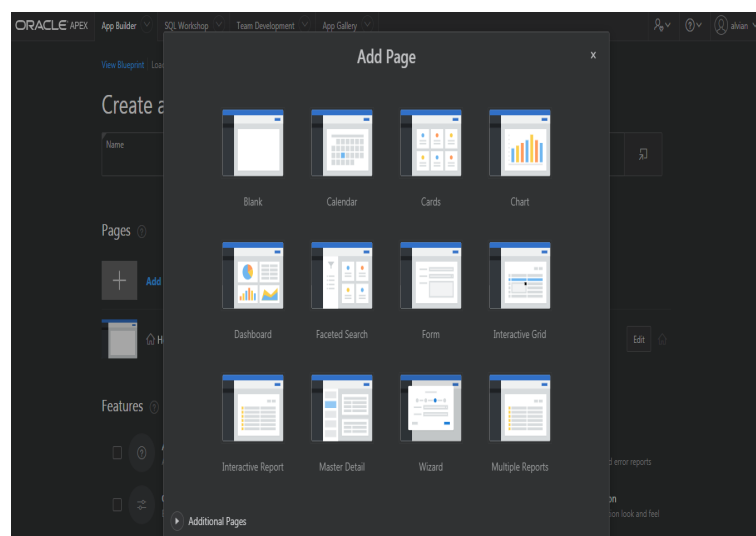 ORACLE APEX App Builder SQL Workshop Team Development App Gallery alvian
View Blueprint
Add Page x
Create a
Name
Blank Calendar Cards Chart
Pages
Add
Dashboard Faceted Search Form Interactive Grid
Edit
Features
Interactive Report Master Detail Wizard Multiple Reports
d error reports
on
ion look and feel
Additional Pages